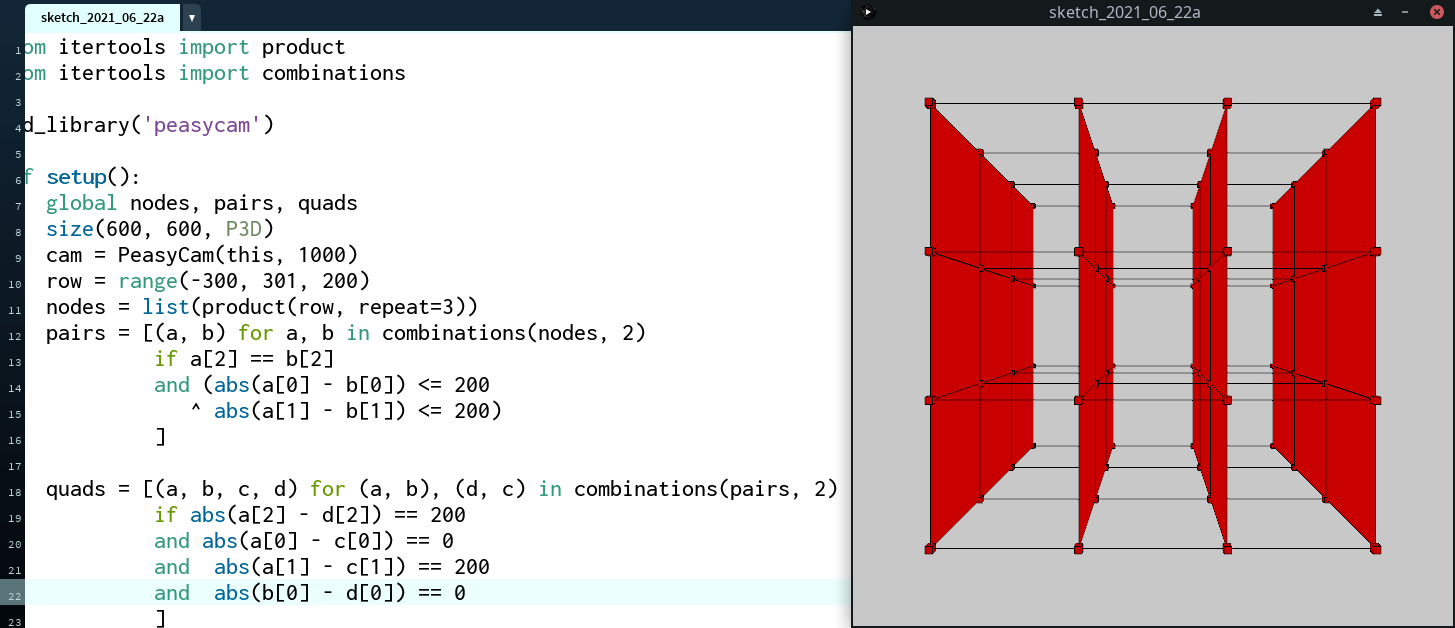 sketch_2021_06_22a ▼
sketch_2021_06_22a
1 om itertools import product
2 om itertools import combinations
3
4 d_library('peasycam')
5
6 f setup():
7 global nodes, pairs, quads
8 size(600, 600, P3D)
9 cam = PeasyCam(this, 1000)
10 row = range(-300, 301, 200)
11 nodes = list(product(row, repeat=3))
12 pairs = [(a, b) for a, b in combinations(nodes, 2)
13 if a[2] == b[2]
14 and (abs(a[0] - b[0]) <= 200
15 ^ abs(a[1] - b[1]) <= 200)
16 ]
17
18 quads = [(a, b, c, d) for (a, b), (d, c) in combinations(pairs, 2)
19 if abs(a[2] - d[2]) == 200
20 and abs(a[0] - c[0]) == 0
21 and  abs(a[1] - c[1]) == 200
22 and  abs(b[0] - d[0]) == 0
23 ]